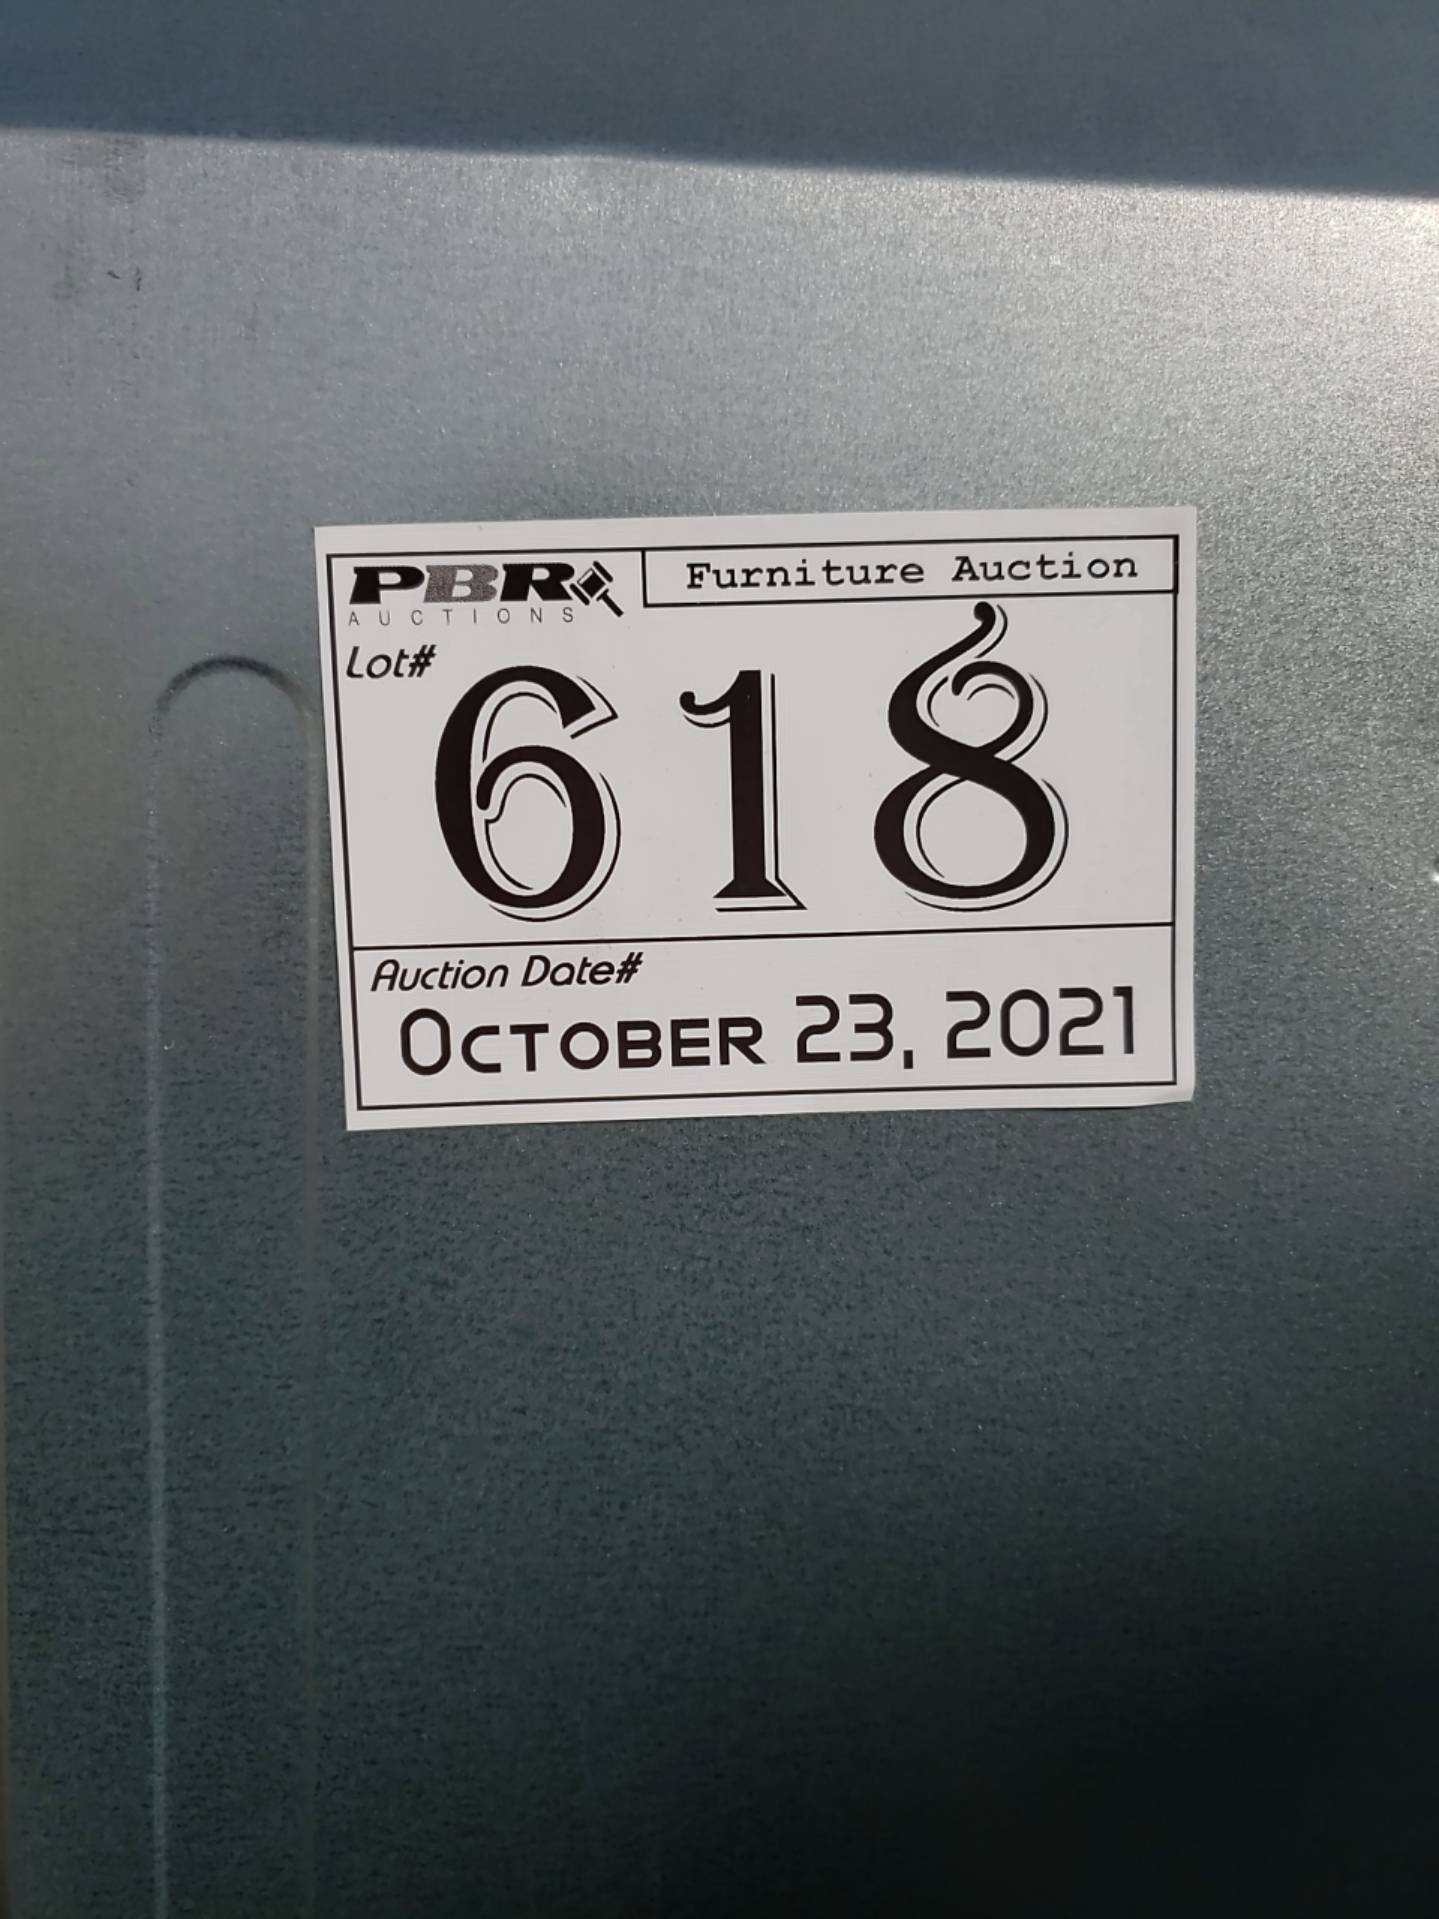 PBR
AUCTIONS
Furniture Auction
Lot#
618
Auction Date#
October 23, 2021